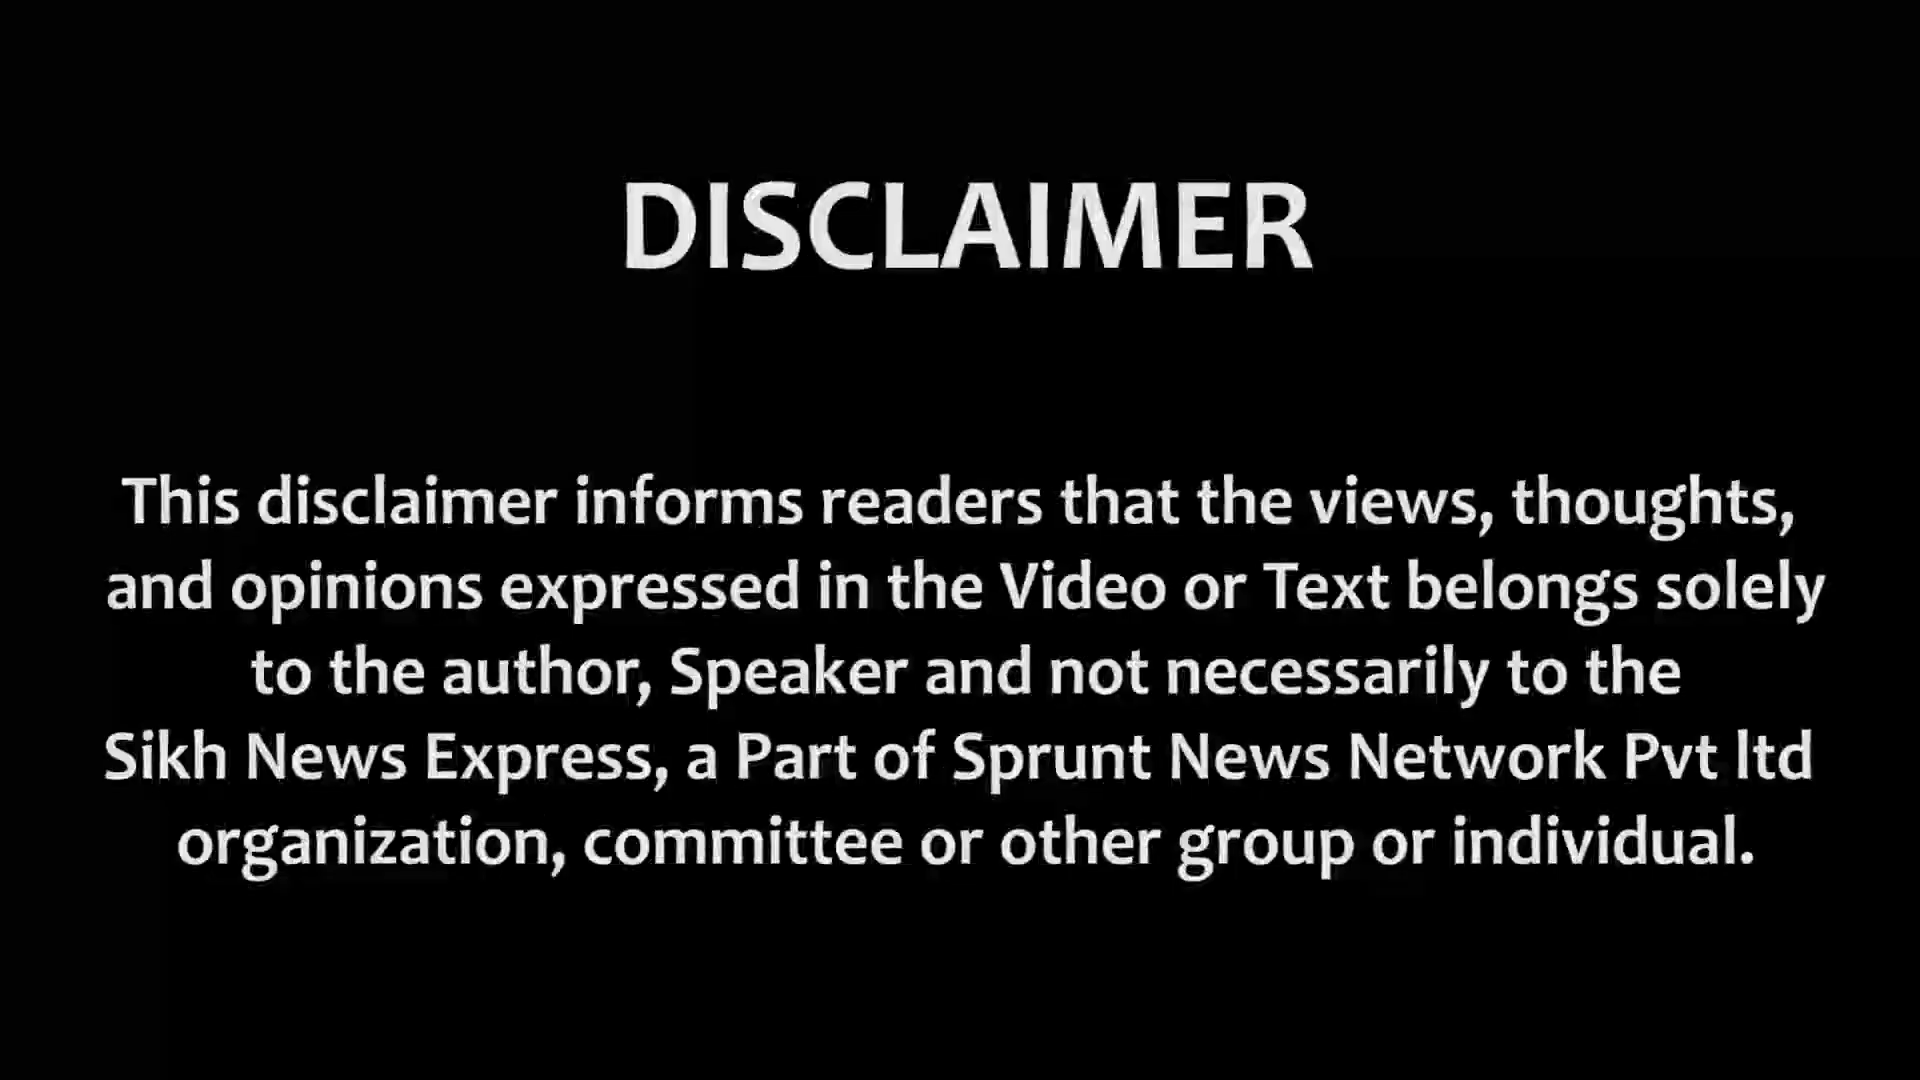 DISCLAIMER
This disclaimer informs readers that the views, thoughts,
and opinions expressed in the Video or Text belongs solely
to the author, Speaker and not necessarily to the
Sikh News Express, a Part of Sprunt News Network Pvt ltd
organization, committee or other group or individual.